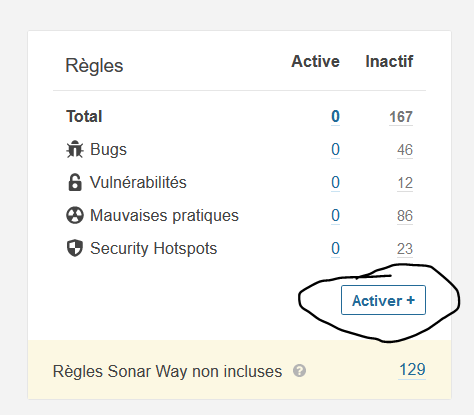 Règles Active Inactif
Total 0 167
Bugs 0 46
Vulnérabilités 0 12
Mauvaises pratiques 0 86
Security Hotspots 0 23
Activer +
Règles Sonar Way non incluses ? 129